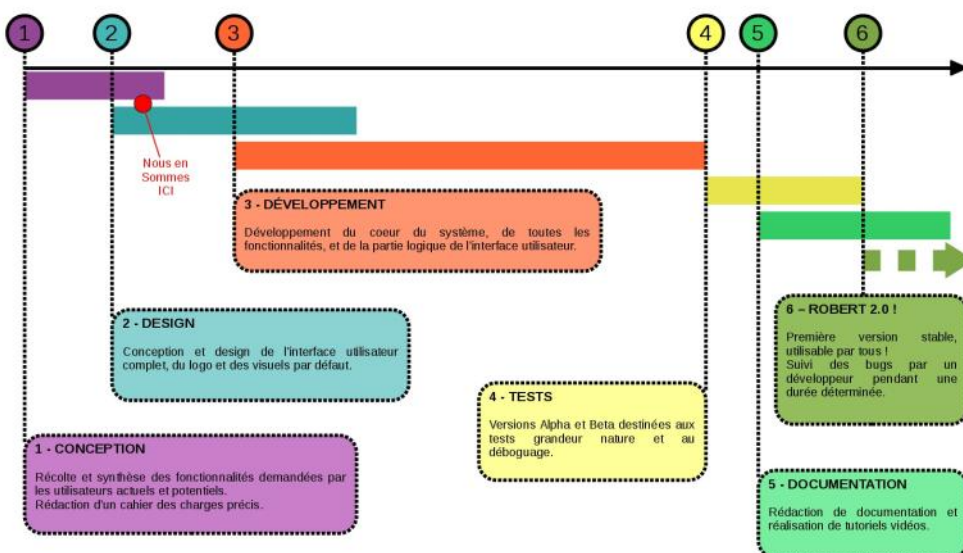 1
2
3
4
5
6
Nous en
Sommes
ICI
3 - DÉVELOPPEMENT
Développement du coeur du système, de toutes les
fonctionnalités, et de la partie logique de l'interface utilisateur.
2 - DESIGN
Conception et design de l'interface utilisateur
complet, du logo et des visuels par défaut.
6 – ROBERT 2.0 !
Première version stable,
utilisable par tous !
Suivi des bugs par un
développeur pendant une
durée déterminée.
4 - TESTS
Versions Alpha et Beta destinées aux
tests grandeur nature et au
déboguage.
1 - CONCEPTION
Récolte et synthèse des fonctionnalités demandées par
les utilisateurs actuels et potentiels.
Rédaction d'un cahier des charges précis.
5 - DOCUMENTATION
Rédaction de documentation et
réalisation de tutoriels vidéos.